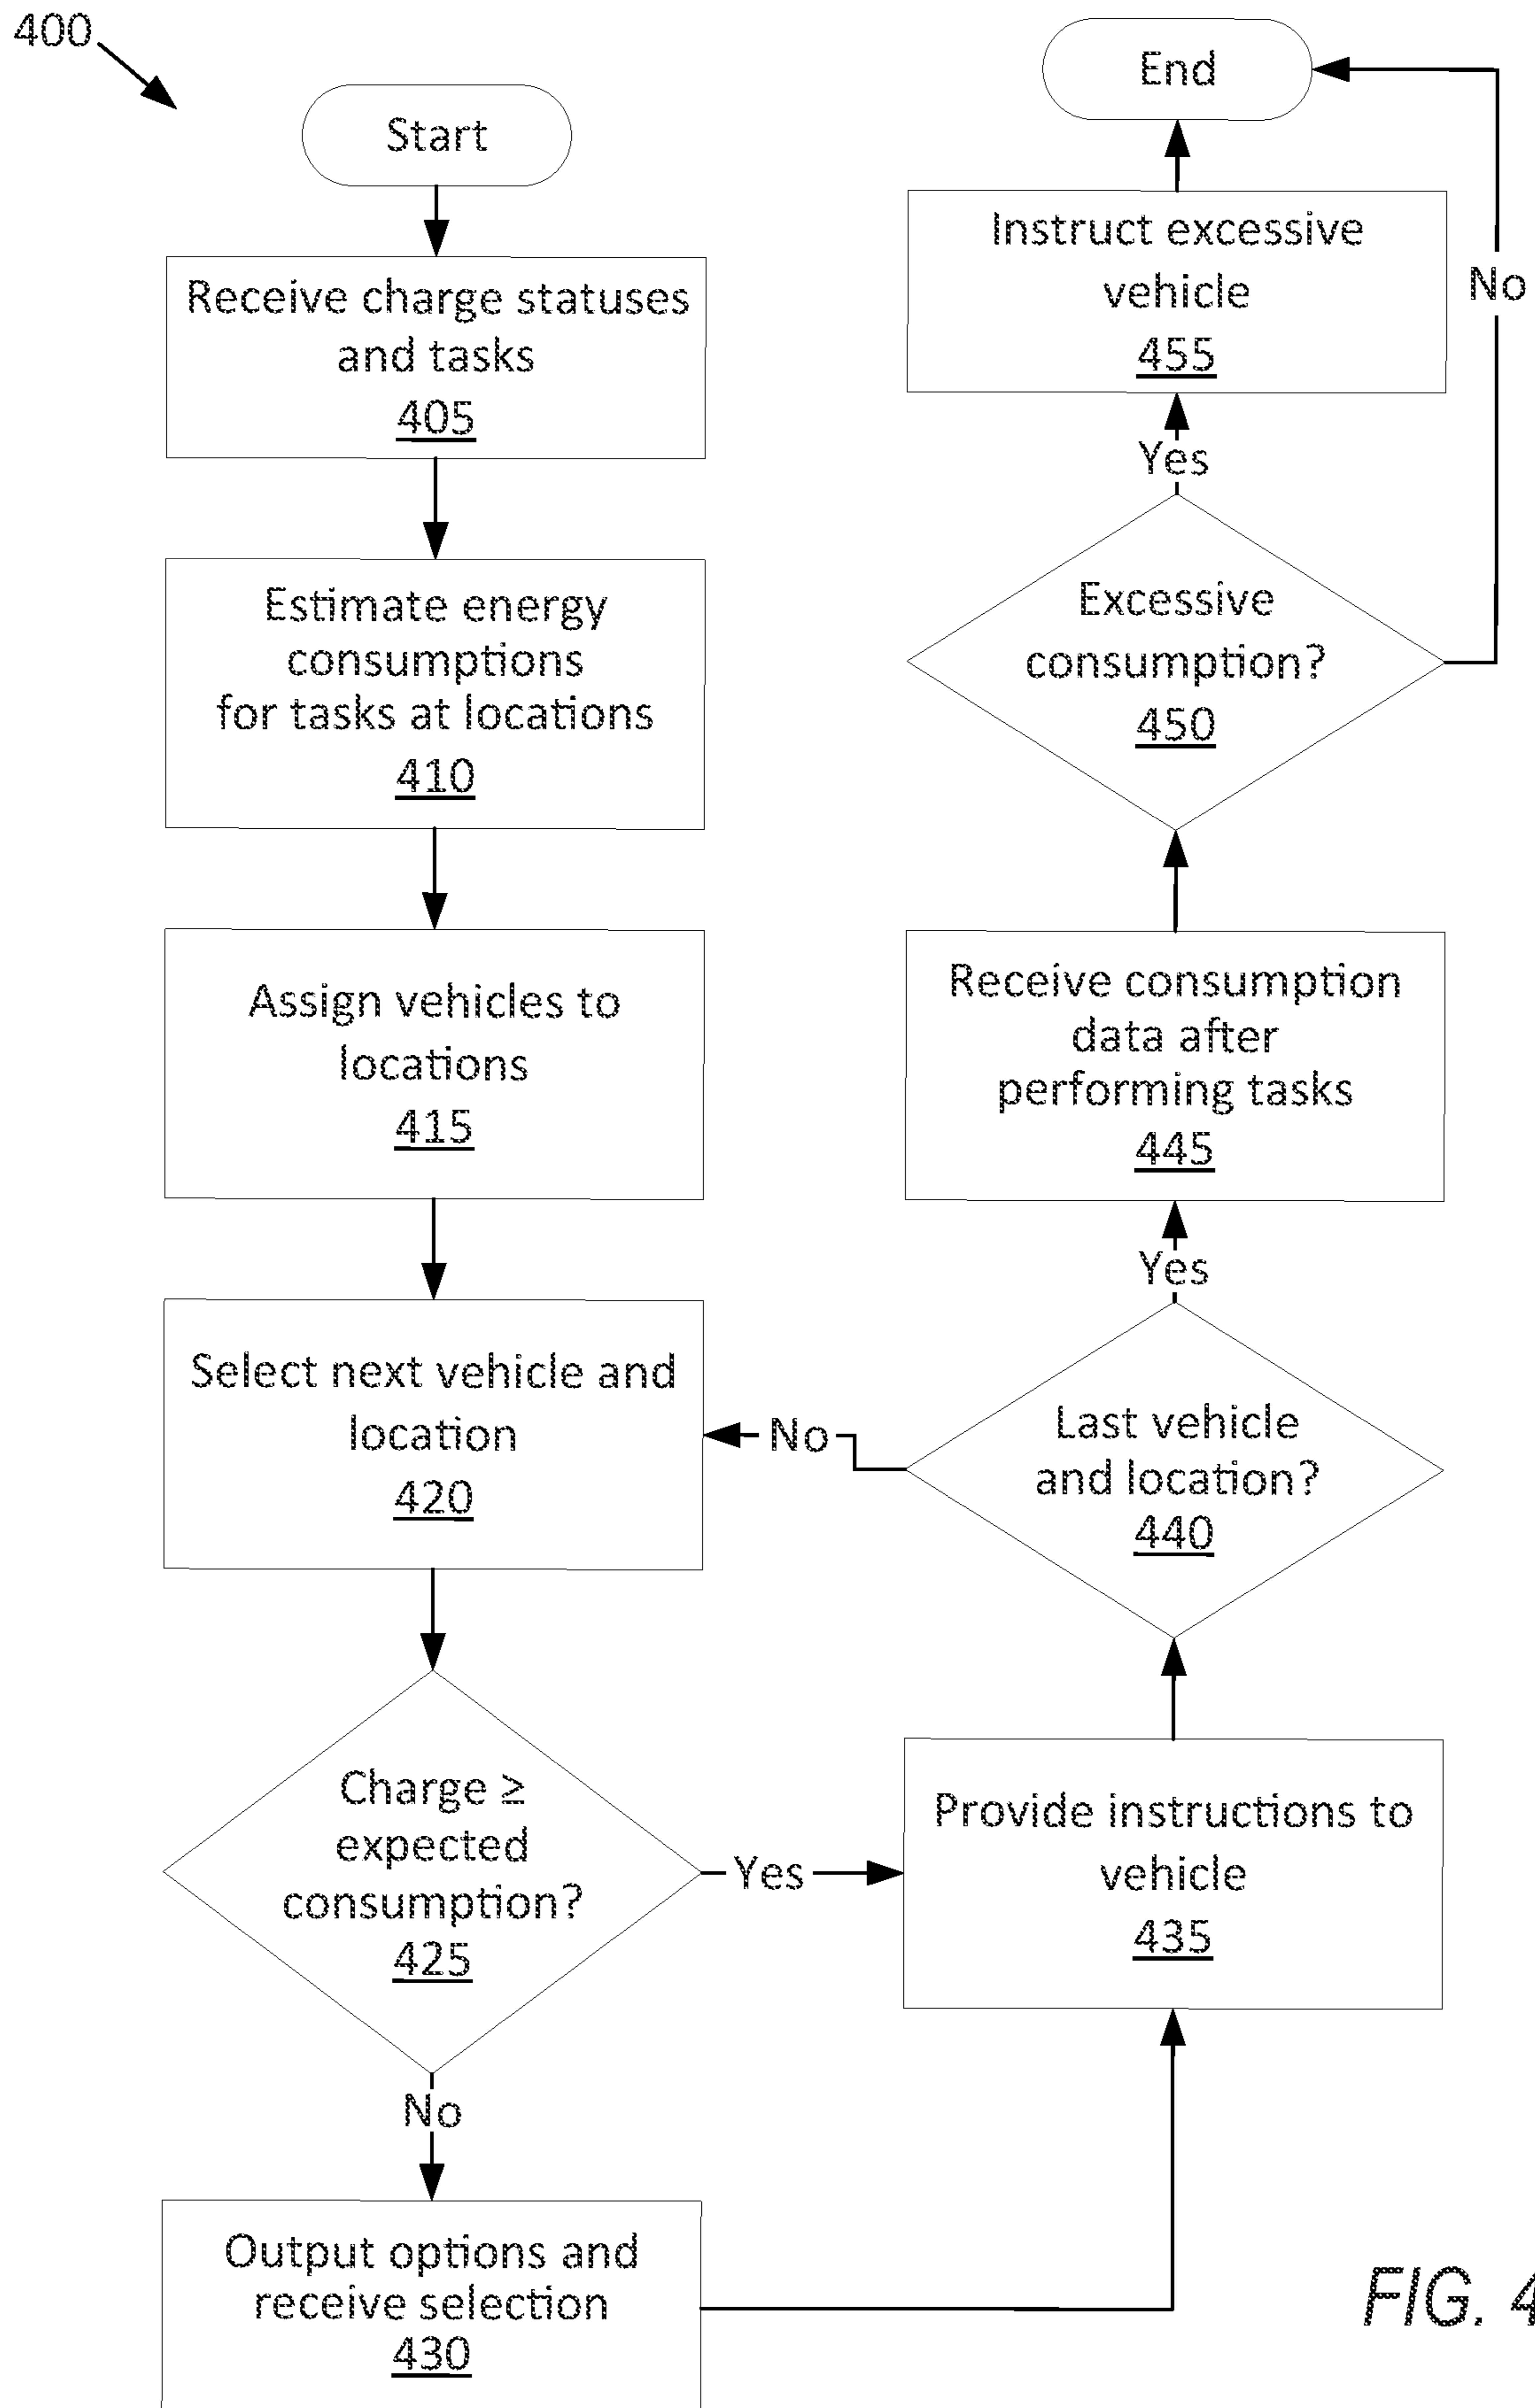 400
Start
Receive charge statuses
and tasks
405
Estimate energy
consumptions
for tasks at locations
410
Assign vehicles to
locations
415
Select next vehicle and
location
420
Charge ≥
expected
consumption?
425
Yes
No
Output options and
receive selection
430
Provide instructions to
vehicle
435
Last vehicle
and location?
440
No
Yes
Receive consumption
data after
performing tasks
445
Excessive
consumption?
450
Yes
No
Instruct excessive
vehicle
455
End
FIG. 4